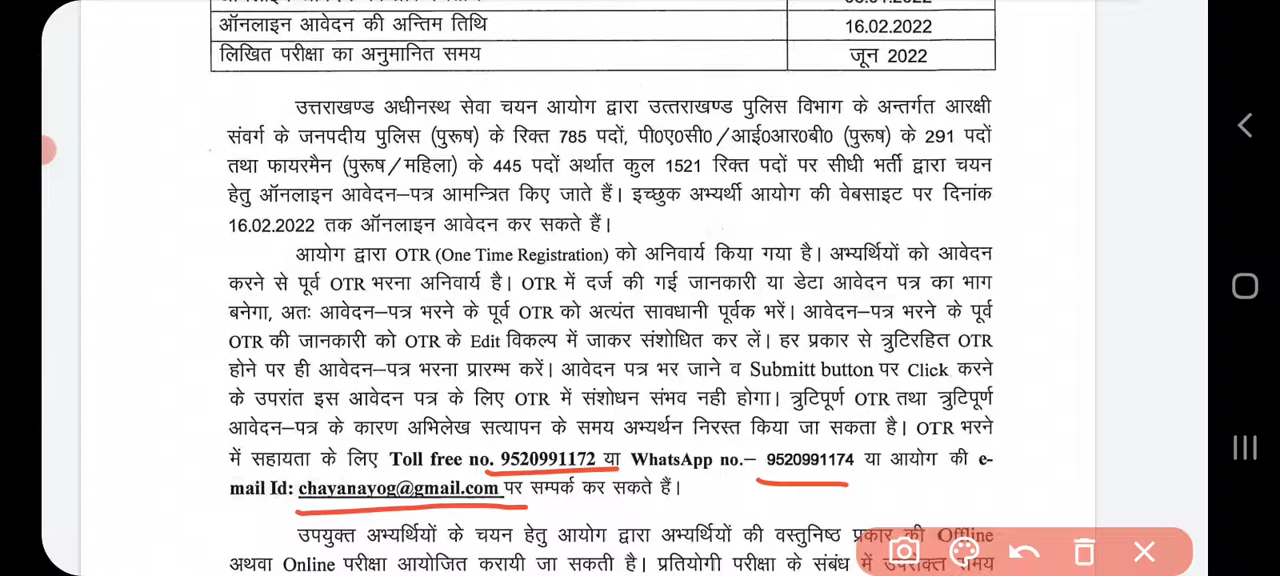 ऑनलाइन आवेदन की अन्तिम तिथि 16.02.2022
लिखित परीक्षा का अनुमानित समय जून 2022
उत्तराखण्ड अधीनस्थ सेवा चयन आयोग द्वारा उत्तराखण्ड पुलिस विभाग के अन्तर्गत आरक्षी
संवर्ग के जनपदीय पुलिस (पुरूष) के रिक्त 785 पदों, पी0ए0सी0/आई0आर0बी0 (पुरूष) के 291 पदों
तथा फायरमैन (पुरूष/महिला) के 445 पदों अर्थात कुल 1521 रिक्त पदों पर सीधी भर्ती द्वारा चयन
हेतु ऑनलाइन आवेदन–पत्र आमन्त्रित किए जाते हैं। इच्छुक अभ्यर्थी आयोग की वेबसाइट पर दिनांक
16.02.2022 तक ऑनलाइन आवेदन कर सकते हैं।
आयोग द्वारा OTR (One Time Registration) को अनिवार्य किया गया है। अभ्यर्थियों को आवेदन
करने से पूर्व OTR भरना अनिवार्य है। OTR में दर्ज की गई जानकारी या डेटा आवेदन पत्र का भाग
बनेगा, अतः आवेदन–पत्र भरने के पूर्व OTR को अत्यंत सावधानी पूर्वक भरें। आवेदन–पत्र भरने के पूर्व
OTR की जानकारी को OTR के Edit विकल्प में जाकर संशोधित कर लें। हर प्रकार से त्रुटिरहित OTR
होने पर ही आवेदन–पत्र भरना प्रारम्भ करें। आवेदन पत्र भर जाने व Submitt button पर Click करने
के उपरांत इस आवेदन पत्र के लिए OTR में संशोधन संभव नही होगा। त्रुटिपूर्ण OTR तथा त्रुटिपूर्ण
आवेदन–पत्र के कारण अभिलेख सत्यापन के समय अभ्यर्थन निरस्त किया जा सकता है। OTR भरने
में सहायता के लिए Toll free no. 9520991172 या WhatsApp no.– 9520991174 या आयोग की e-
mail Id: chayanayog@gmail.com पर सम्पर्क कर सकते हैं।
उपयुक्त अभ्यर्थियों के चयन हेतु आयोग द्वारा अभ्यर्थियों की वस्तुनिष्ठ प्रकार की Offline
अथवा Online परीक्षा आयोजित करायी जा सकती है। प्रतियोगी परीक्षा के संबंध में उपरोक्त समय